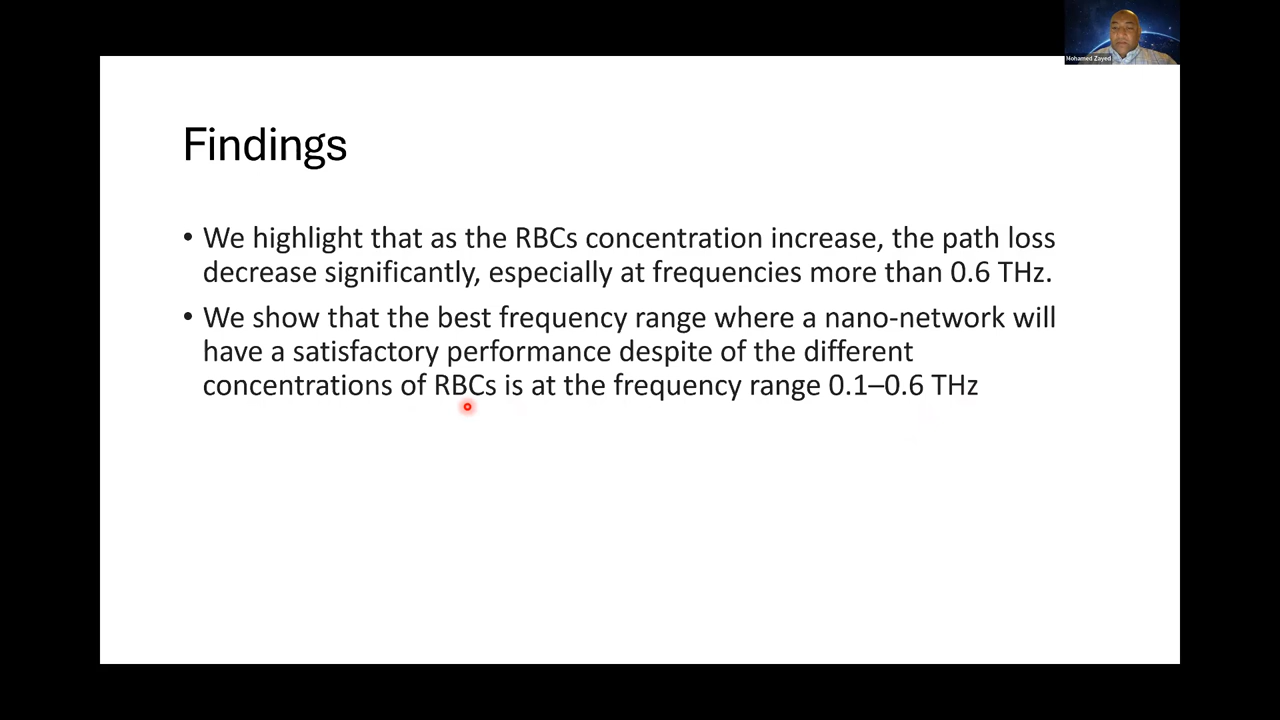 Mohamed Zayed
Findings
• We highlight that as the RBCs concentration increase, the path loss
decrease significantly, especially at frequencies more than 0.6 THz.
• We show that the best frequency range where a nano-network will
have a satisfactory performance despite of the different
concentrations of RBCs is at the frequency range 0.1–0.6 THz